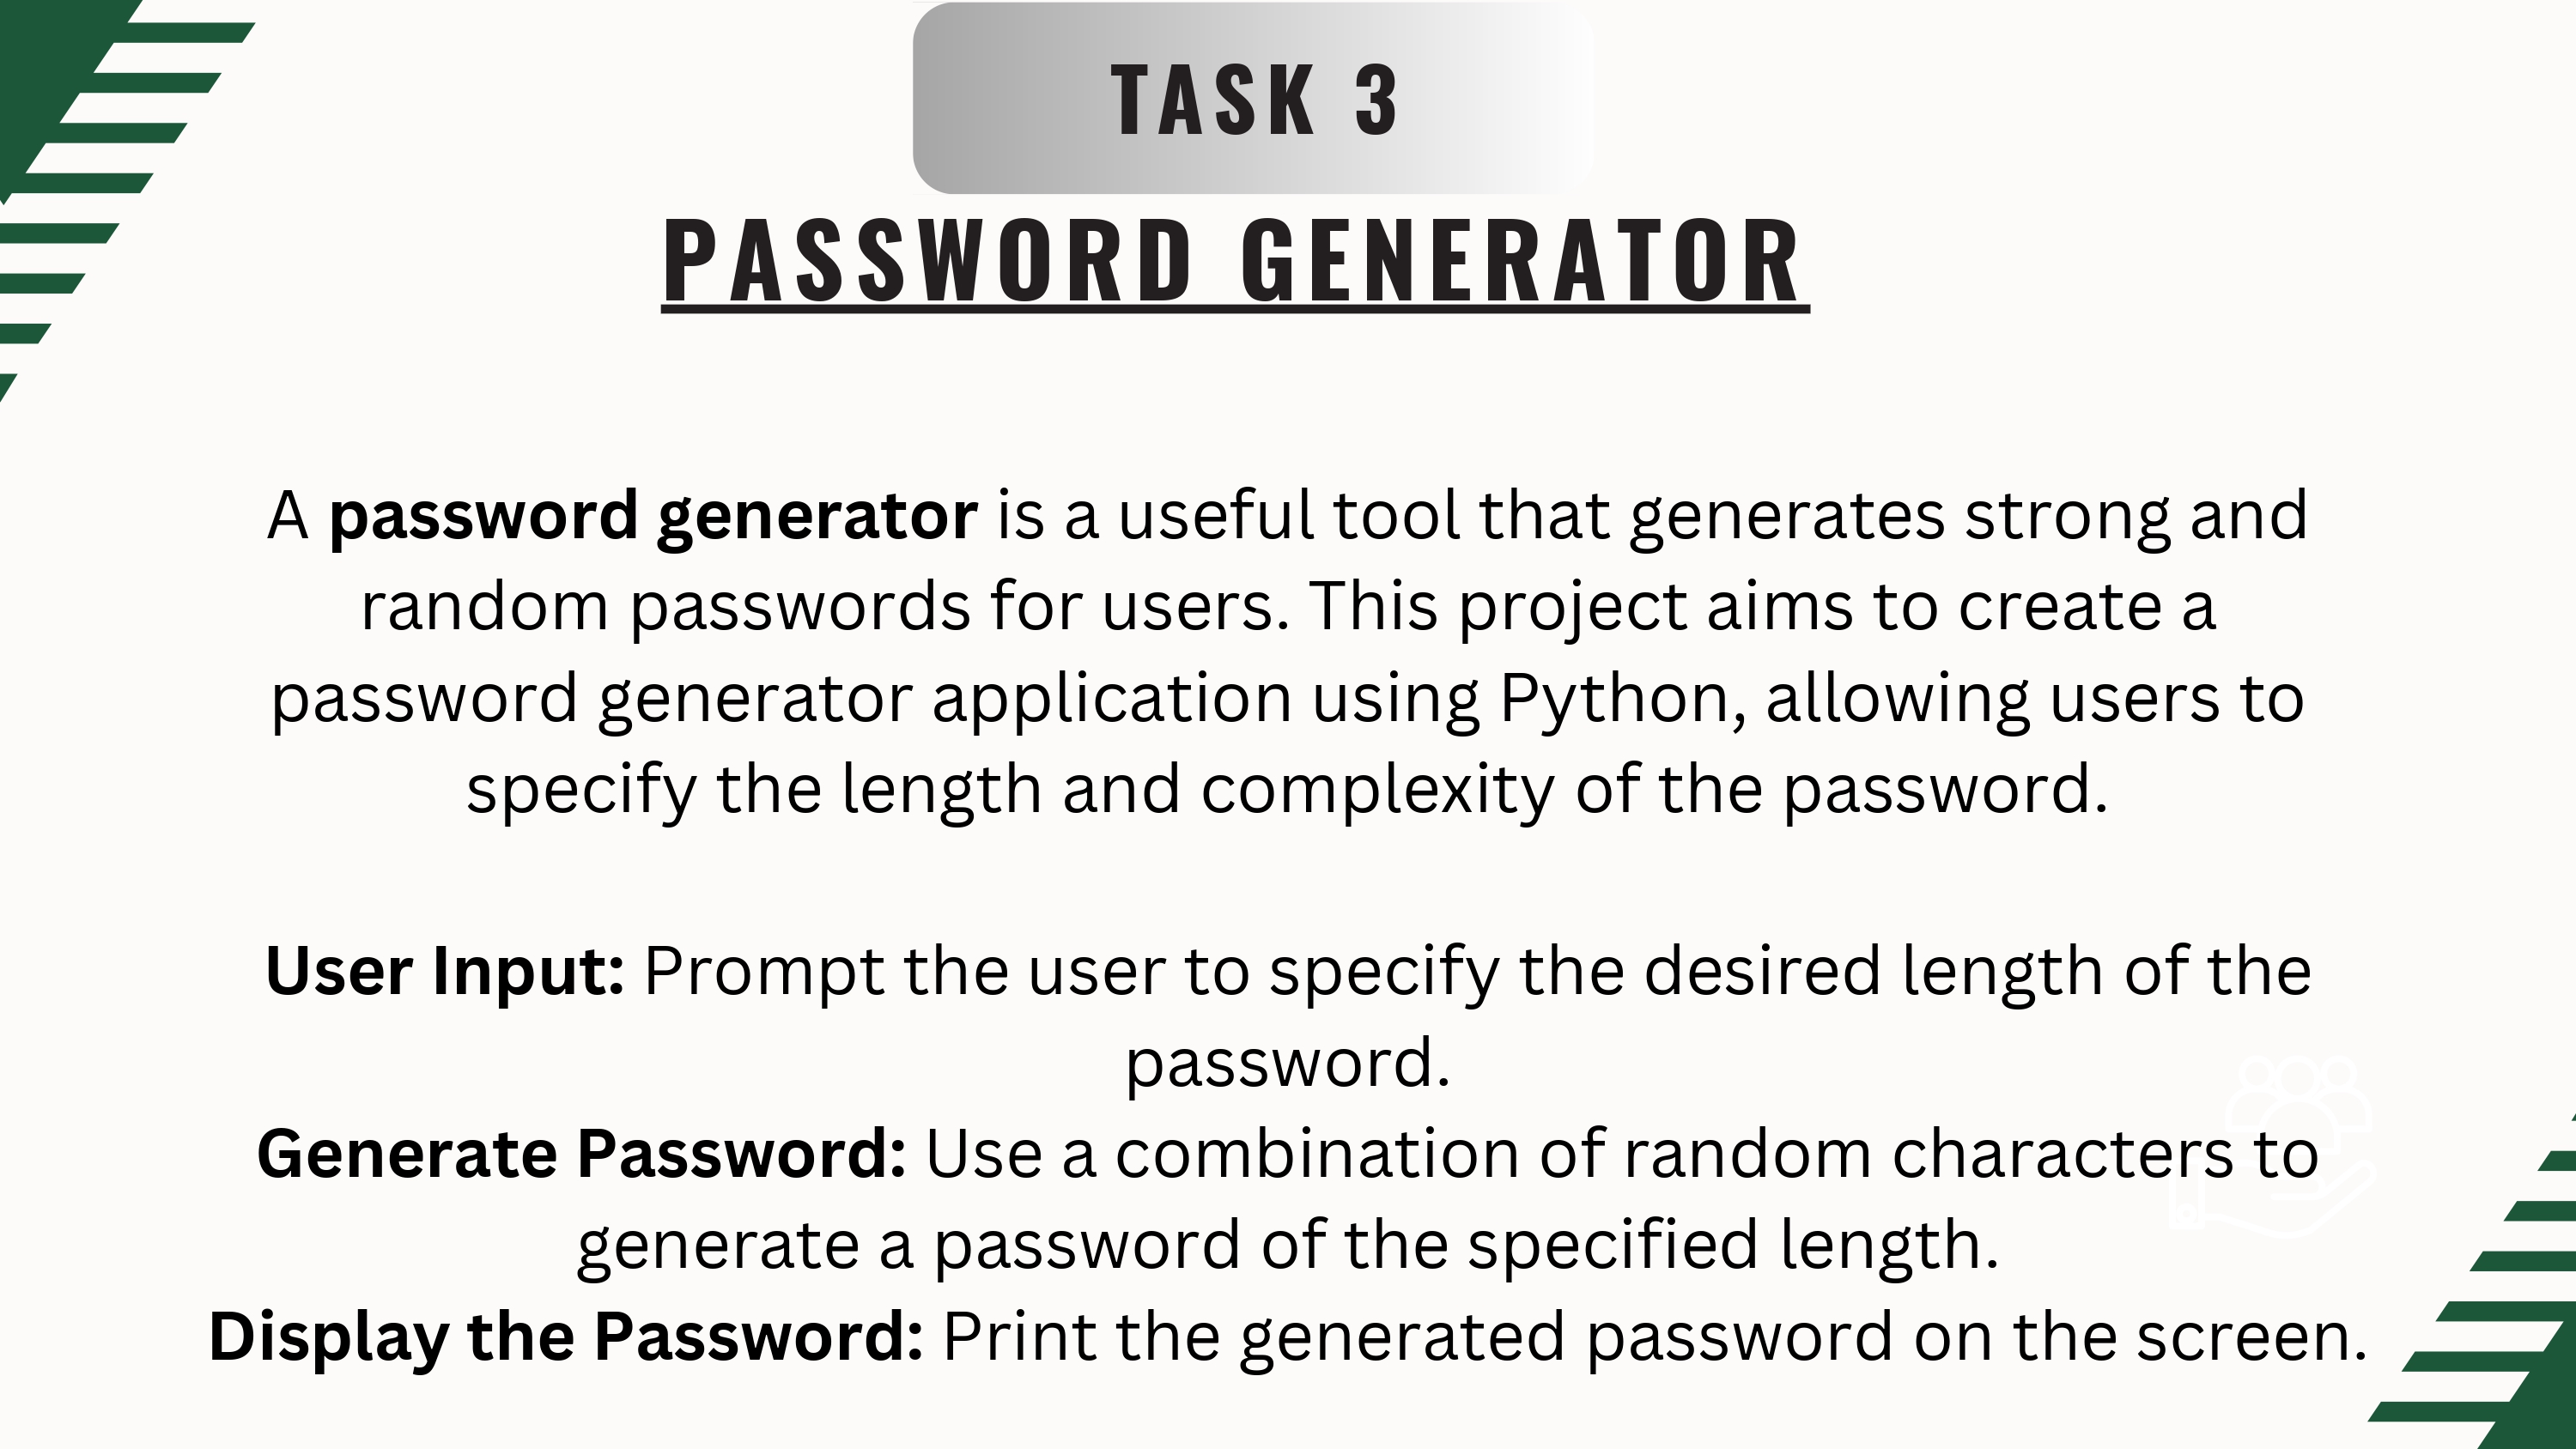 TASK 3
PASSWORD GENERATOR
A password generator is a useful tool that generates strong and
random passwords for users. This project aims to create a
password generator application using Python, allowing users to
specify the length and complexity of the password.
User Input: Prompt the user to specify the desired length of the
password.
Generate Password: Use a combination of random characters to
generate a password of the specified length.
Display the Password: Print the generated password on the screen.